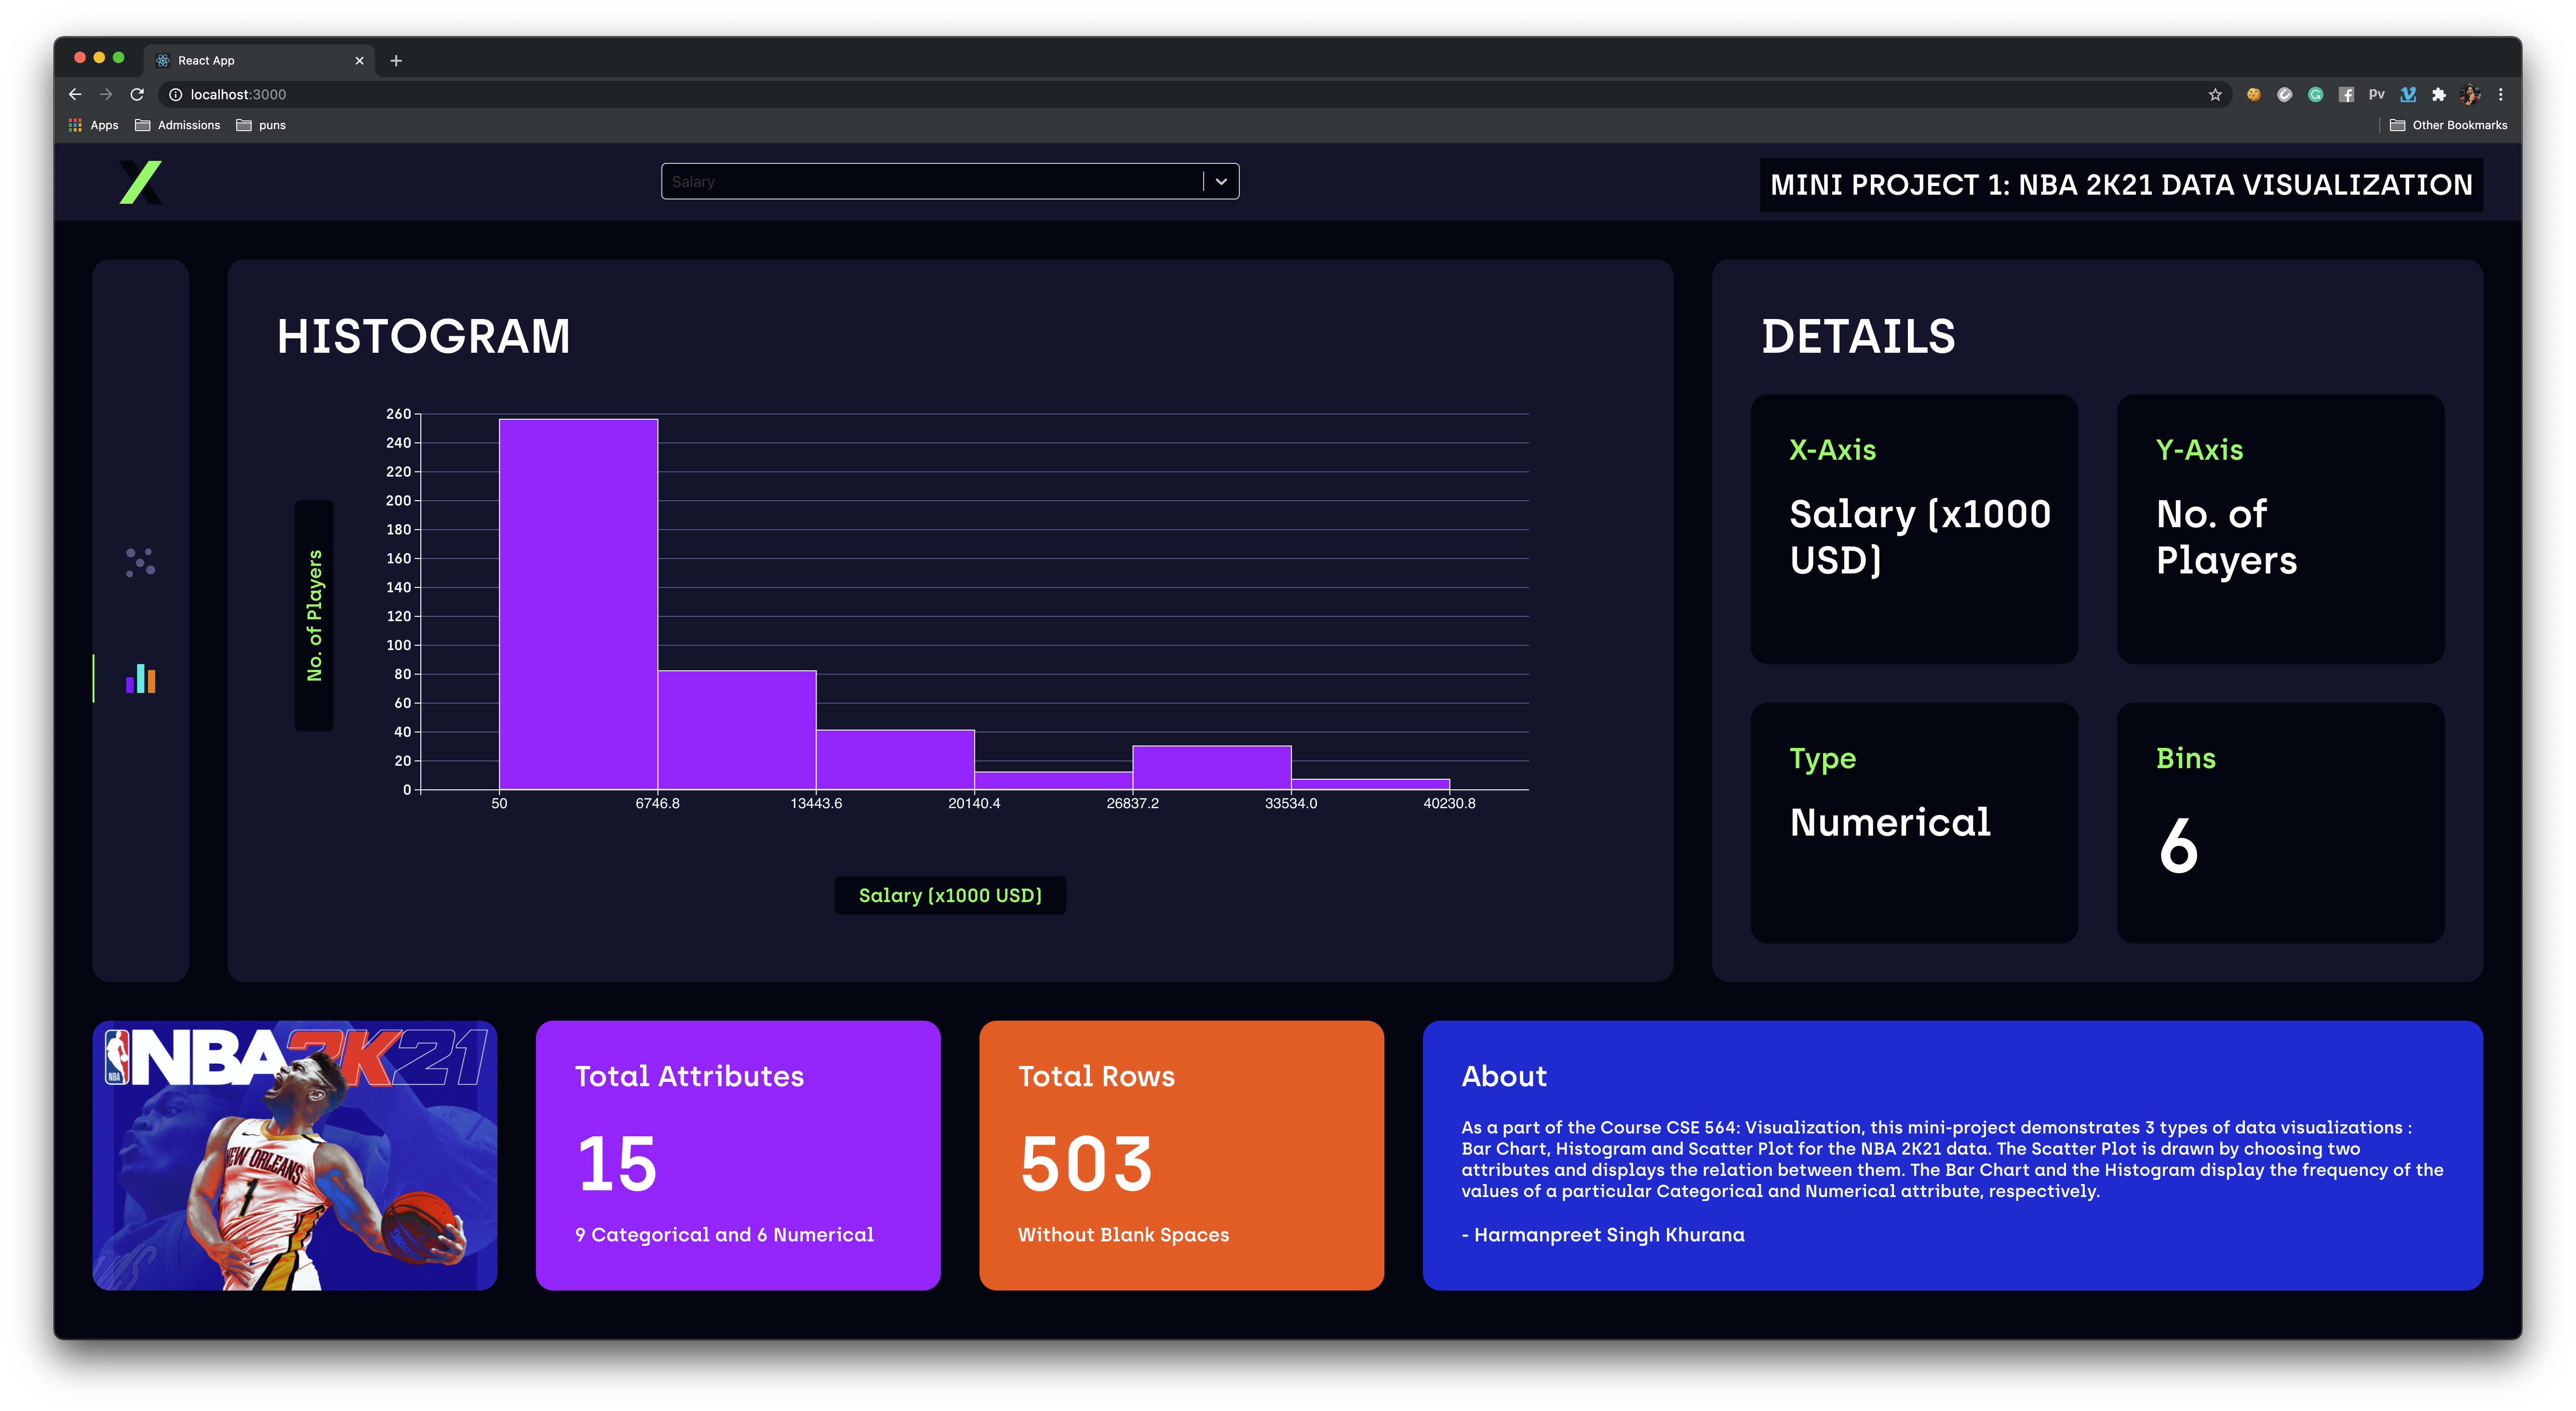 React App
localhost:3000
Apps
Admissions
puns
Other Bookmarks
Salary
MINI PROJECT 1: NBA 2K21 DATA VISUALIZATION
HISTOGRAM
260
240
220
200
180
160
140
120
100
80
60
40
20
0
No. of Players
50 6746.8 13443.6 20140.4 26837.2 33534.0 40230.8
Salary (x1000 USD)
DETAILS
X-Axis
Salary (x1000
USD)
Y-Axis
No. of
Players
Type
Numerical
Bins
6
NBA 2K21
NBA
NEW ORLEANS
1
Total Attributes
15
9 Categorical and 6 Numerical
Total Rows
503
Without Blank Spaces
About
As a part of the Course CSE 564: Visualization, this mini-project demonstrates 3 types of data visualizations :
Bar Chart, Histogram and Scatter Plot for the NBA 2K21 data. The Scatter Plot is drawn by choosing two
attributes and displays the relation between them. The Bar Chart and the Histogram display the frequency of the
values of a particular Categorical and Numerical attribute, respectively.
- Harmanpreet Singh Khurana